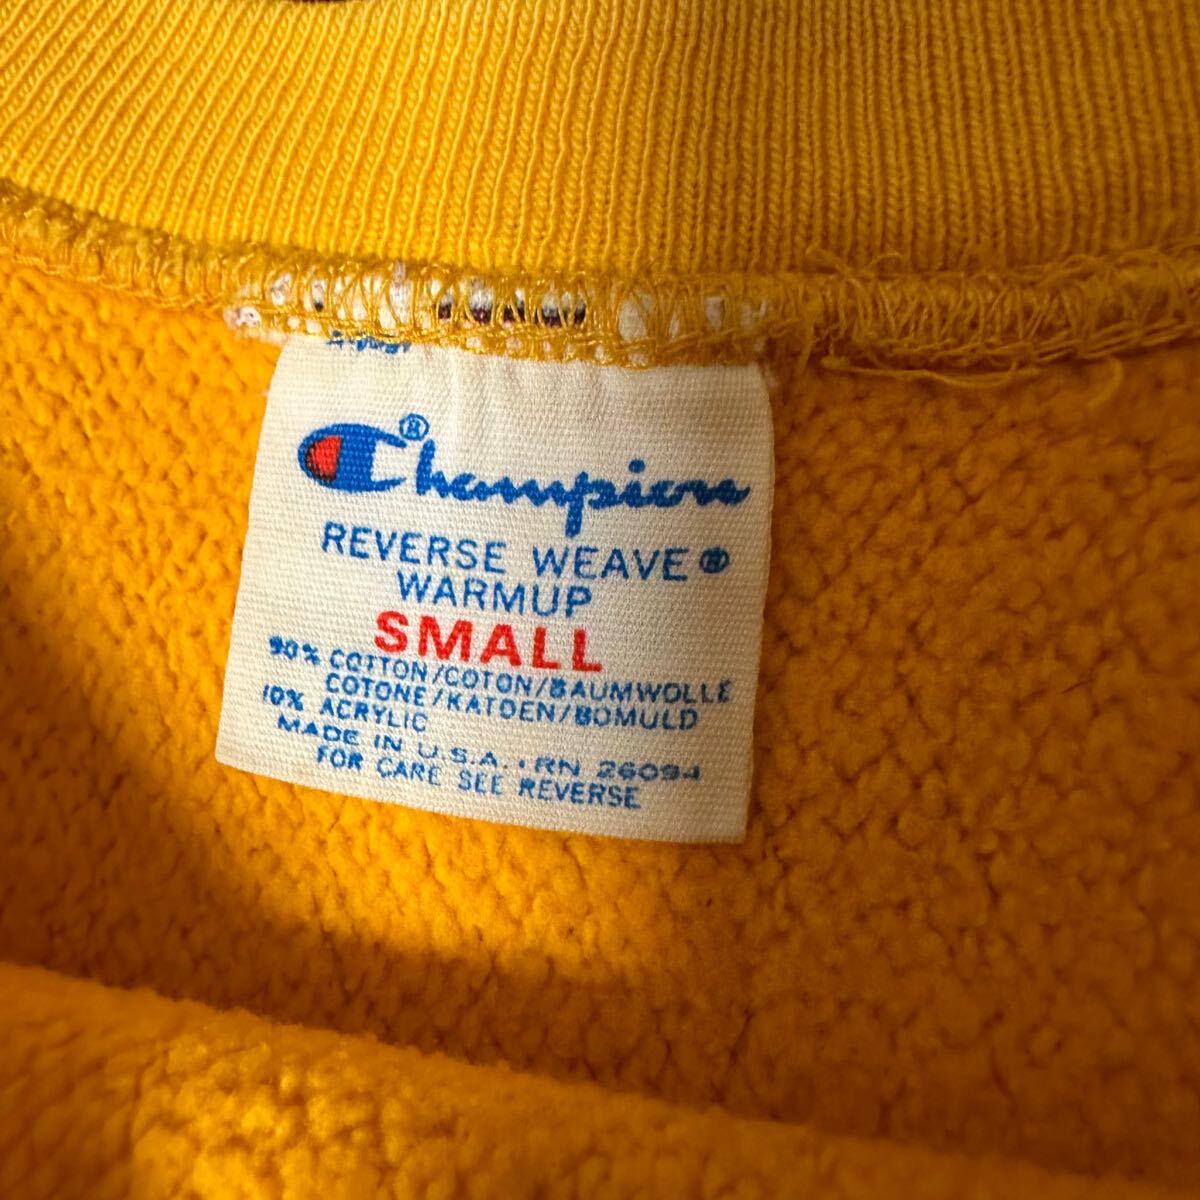 Champion®
REVERSE WEAVE®
WARMUP
SMALL
90% COTTON/COTON/BAUMWOLLE
COTONE/KATOEN/BOMULD
10% ACRYLIC
MADE IN U.S.A. · RN 26094
FOR CARE SEE REVERSE